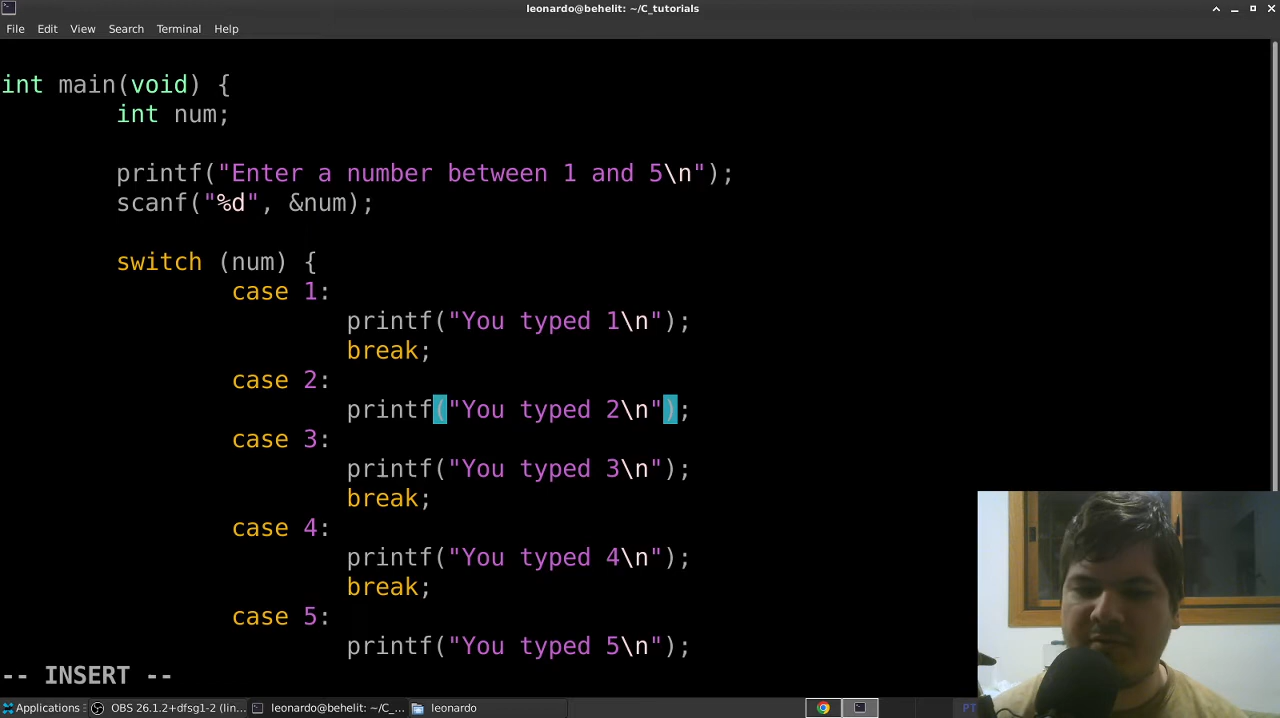 leonardo@behelit: ~/C_tutorials
File Edit View Search Terminal Help
int main(void) {
int num;
printf("Enter a number between 1 and 5\n");
scanf("%d", &num);
switch (num) {
case 1:
printf("You typed 1\n");
break;
case 2:
printf("You typed 2\n");
case 3:
printf("You typed 3\n");
break;
case 4:
printf("You typed 4\n");
break;
case 5:
printf("You typed 5\n");
-- INSERT --
Applications OBS 26.1.2+dfsg1-2 (lin... leonardo@behelit: ~/C_... leonardo PT